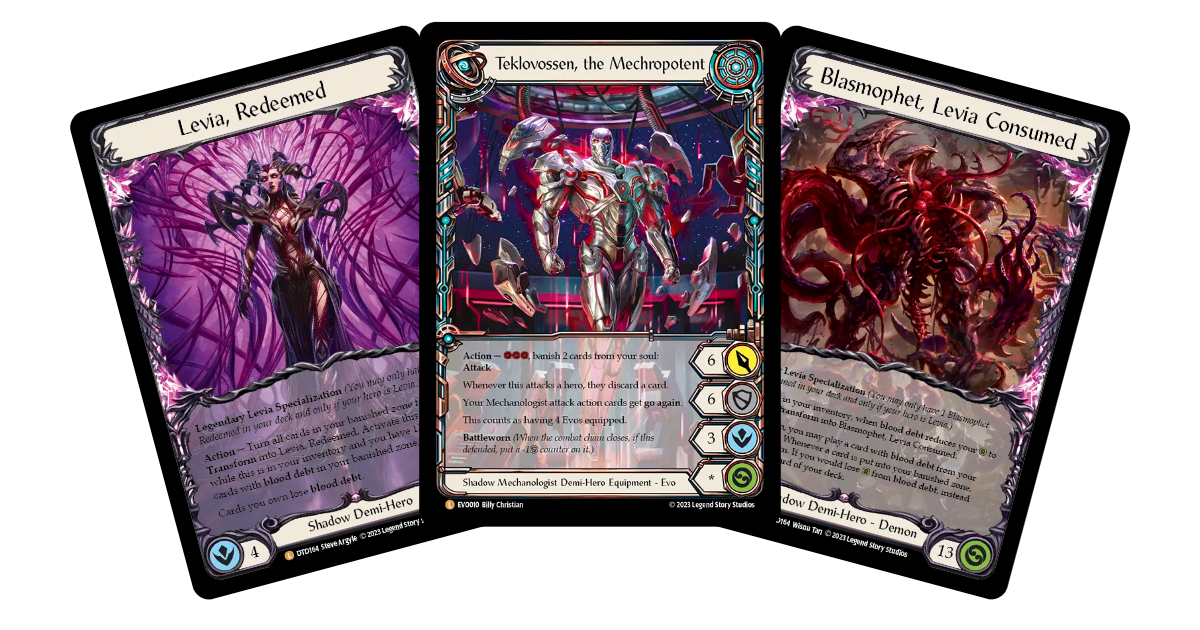 Levia, Redeemed
Legendary Levia Specialization (You may only hav
Redeemed in your deck and only if your hero is Levia.
Action — Turn all cards in your banished zone
Transform into Levia, Redeemed. Activate this
while this is in your inventory and you have 1
cards with blood debt in your banished zone
Cards you own lose blood debt.
Shadow Demi-Hero
4
L DTD164 Steve Argyle © 2023 Legend Story
Teklovossen, the Mechropotent
Action — , banish 2 cards from your soul:
Attack
Whenever this attacks a hero, they discard a card.
Your Mechanologist attack action cards get go again.
This counts as having 4 Evos equipped.
Battleworn (When the combat chain closes, if this
defended, put a -1 counter on it.)
6
6
3
*
Shadow Mechanologist Demi-Hero Equipment - Evo
L EVO010 Billy Christian © 2023 Legend Story Studios
Blasmophet, Levia Consumed
Levia Specialization (You may only have 1 Blasmophet,
med in your deck and only if your hero is Levia.)
in your inventory, when blood debt reduces your to
transform into Blasmophet, Levia Consumed.
, you may play a card with blood debt from your
Whenever a card is put into your banished zone,
n. If you would lose from blood debt, instead
ard of your deck.
adow Demi-Hero - Demon
13
D164 Wisnu Tan © 2023 Legend Story Studios